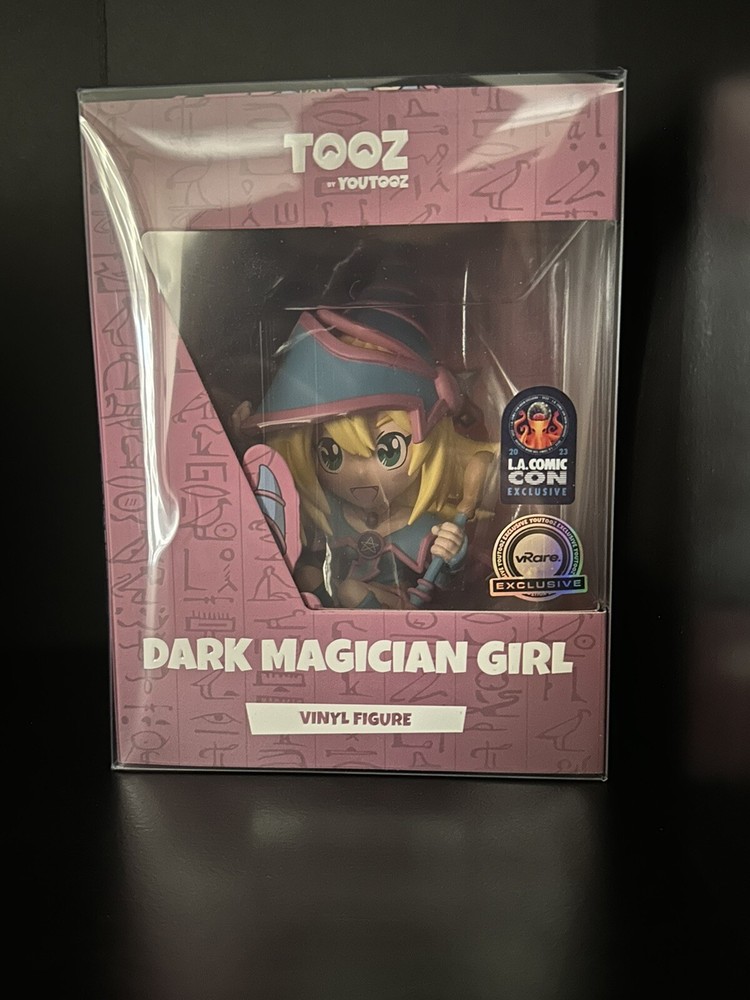 TOOZ
BY YOUTOOZ
20 23
L.A. COMIC
CON
EXCLUSIVE
vRare.
EXCLUSIVE
DARK MAGICIAN GIRL
VINYL FIGURE